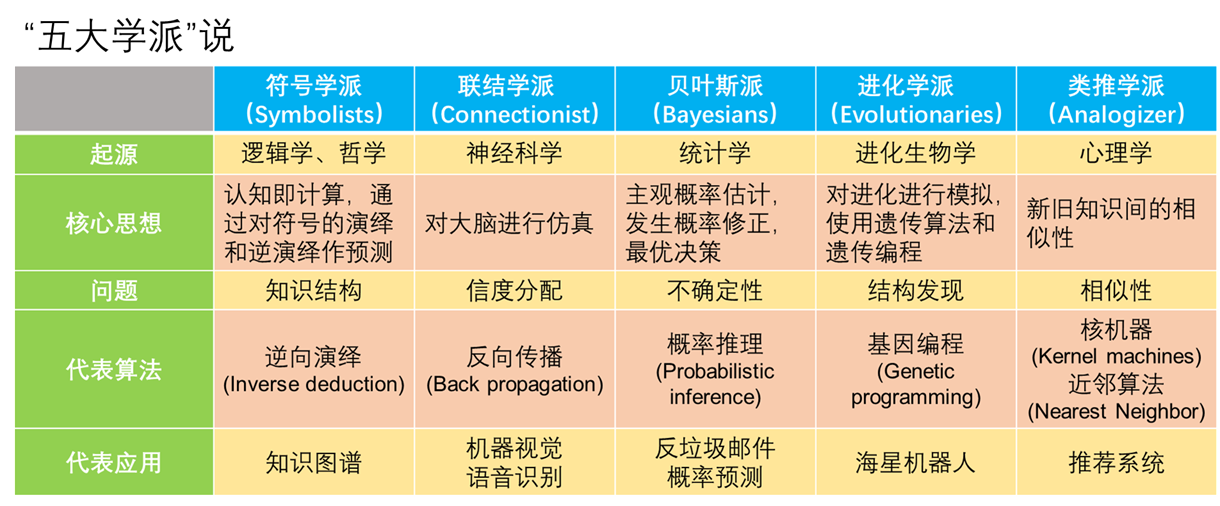 “五大学派”说
符号学派
（Symbolists）
联结学派
（Connectionist）
贝叶斯派
（Bayesians）
进化学派
（Evolutionaries）
类推学派
（Analogizer）
起源
逻辑学、哲学
神经科学
统计学
进化生物学
心理学
核心思想
认知即计算，通
过对符号的演绎
和逆演绎作预测
对大脑进行仿真
主观概率估计，
发生概率修正，
最优决策
对进化进行模拟，
使用遗传算法和
遗传编程
新旧知识间的相
似性
问题
知识结构
信度分配
不确定性
结构发现
相似性
代表算法
逆向演绎
(Inverse deduction)
反向传播
(Back propagation)
概率推理
(Probabilistic
inference)
基因编程
(Genetic
programming)
核机器
(Kernel machines)
近邻算法
(Nearest Neighbor)
代表应用
知识图谱
机器视觉
语音识别
反垃圾邮件
概率预测
海星机器人
推荐系统